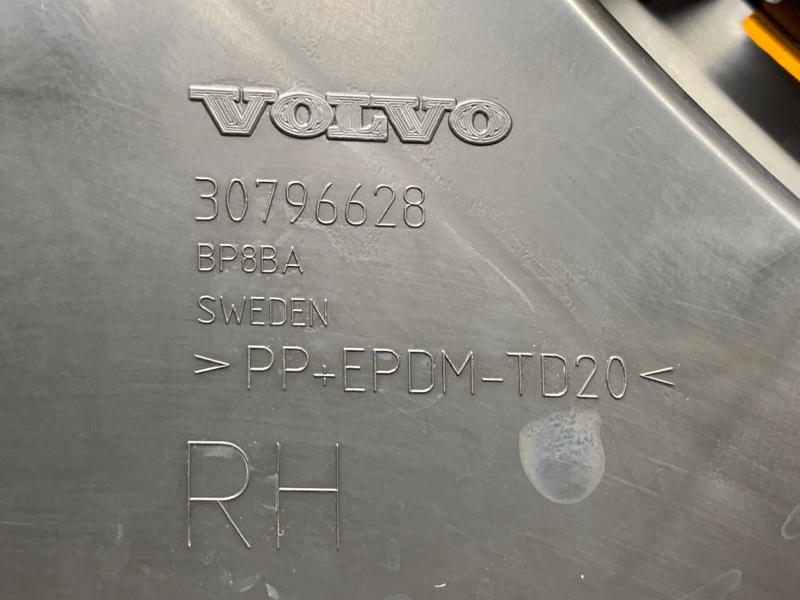 VOLVO
30796628
BP8BA
SWEDEN
>PP+EPDM-TD20<
RH